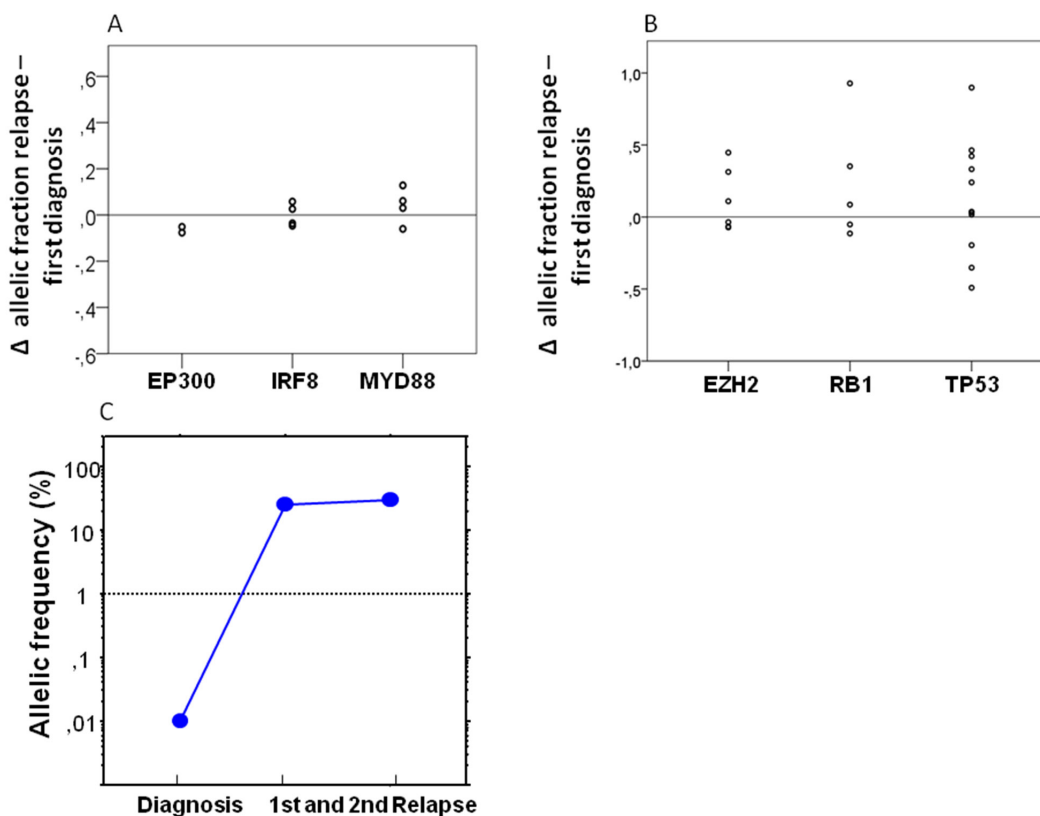 A
Δ allelic fraction relapse –
first diagnosis
,6
,4
,2
,0
-,2
-,4
-,6
EP300 IRF8 MYD88
B
Δ allelic fraction relapse –
first diagnosis
1,0
,5
,0
-,5
-1,0
EZH2 RB1 TP53
C
Allelic frequency (%)
100
10
1
,1
,01
Diagnosis 1st and 2nd Relapse